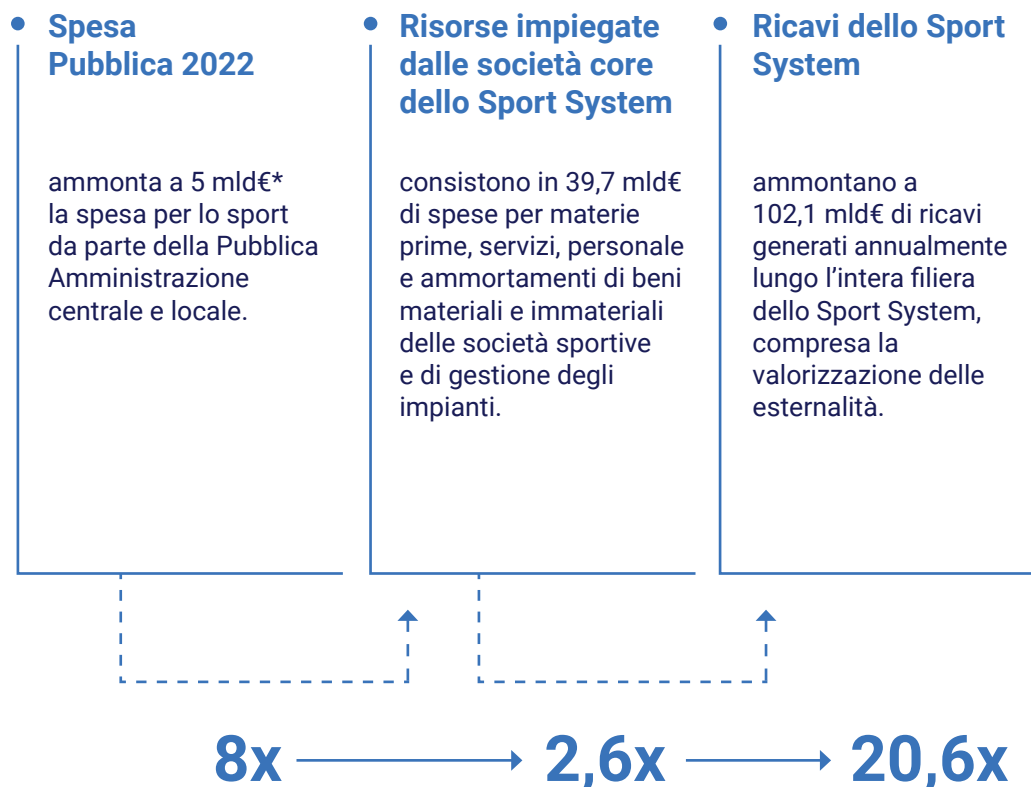 Spesa
Pubblica 2022
ammonta a 5 mld€*
la spesa per lo sport
da parte della Pubblica
Amministrazione
centrale e locale.
Risorse impiegate
dalle società core
dello Sport System
consistono in 39,7 mld€
di spese per materie
prime, servizi, personale
e ammortamenti di beni
materiali e immateriali
delle società sportive
e di gestione degli
impianti.
Ricavi dello Sport
System
ammontano a
102,1 mld€ di ricavi
generati annualmente
lungo l’intera filiera
dello Sport System,
compresa la
valorizzazione delle
esternalità.
8x
2,6x
20,6x